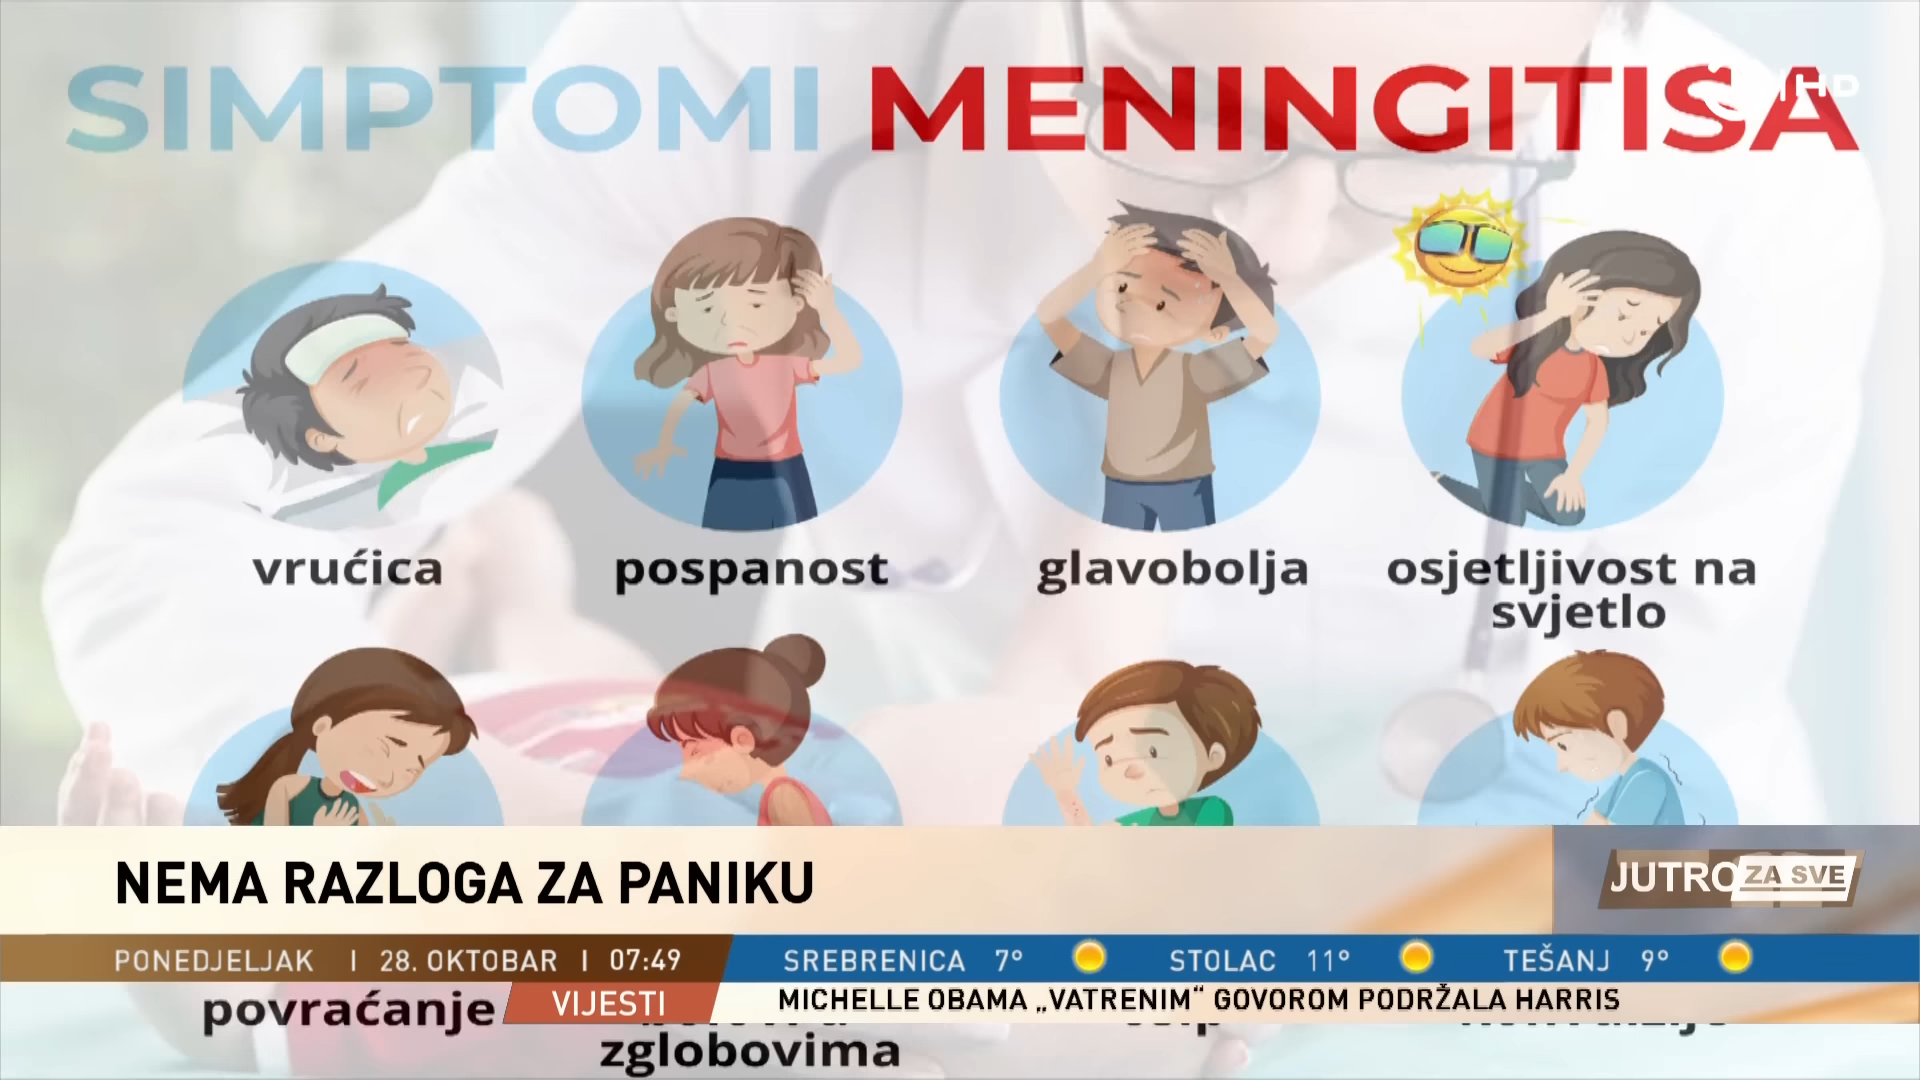 SIMPTOMI MENINGITISA
HD
vrućica
pospanost
glavobolja
osjetljivost na
svjetlo
NEMA RAZLOGA ZA PANIKU
JUTRO ZA SVE
PONEDJELJAK | 28. OKTOBAR | 07:49
SREBRENICA 7° STOLAC 11° TEŠANJ 9°
VIJESTI
MICHELLE OBAMA „VATRENIM“ GOVOROM PODRŽALA HARRIS
povraćanje
zglobovima